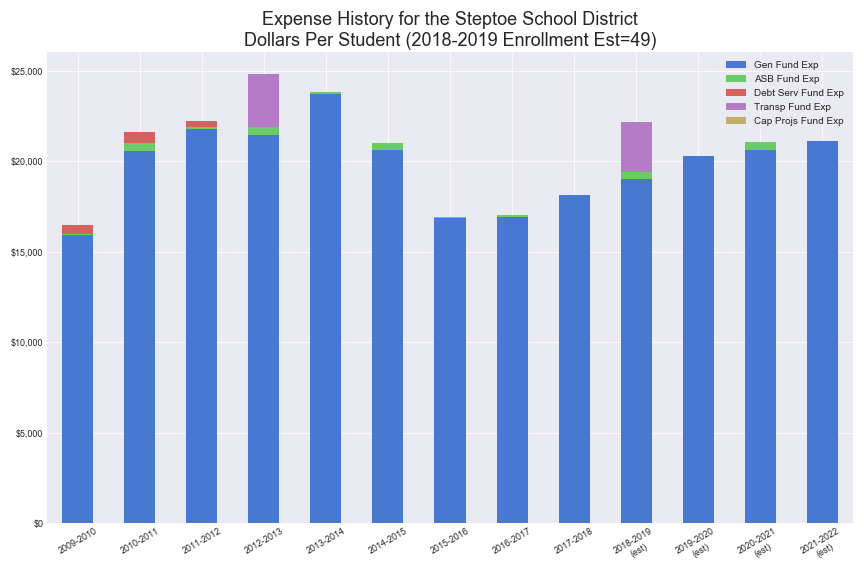 Expense History for the Steptoe School District
Dollars Per Student (2018-2019 Enrollment Est=49)
Gen Fund Exp
ASB Fund Exp
Debt Serv Fund Exp
Transp Fund Exp
Cap Projs Fund Exp
$25,000
$20,000
$15,000
$10,000
$5,000
$0
2009-2010
2010-2011
2011-2012
2012-2013
2013-2014
2014-2015
2015-2016
2016-2017
2017-2018
2018-2019
(est)
2019-2020
(est)
2020-2021
(est)
2021-2022
(est)